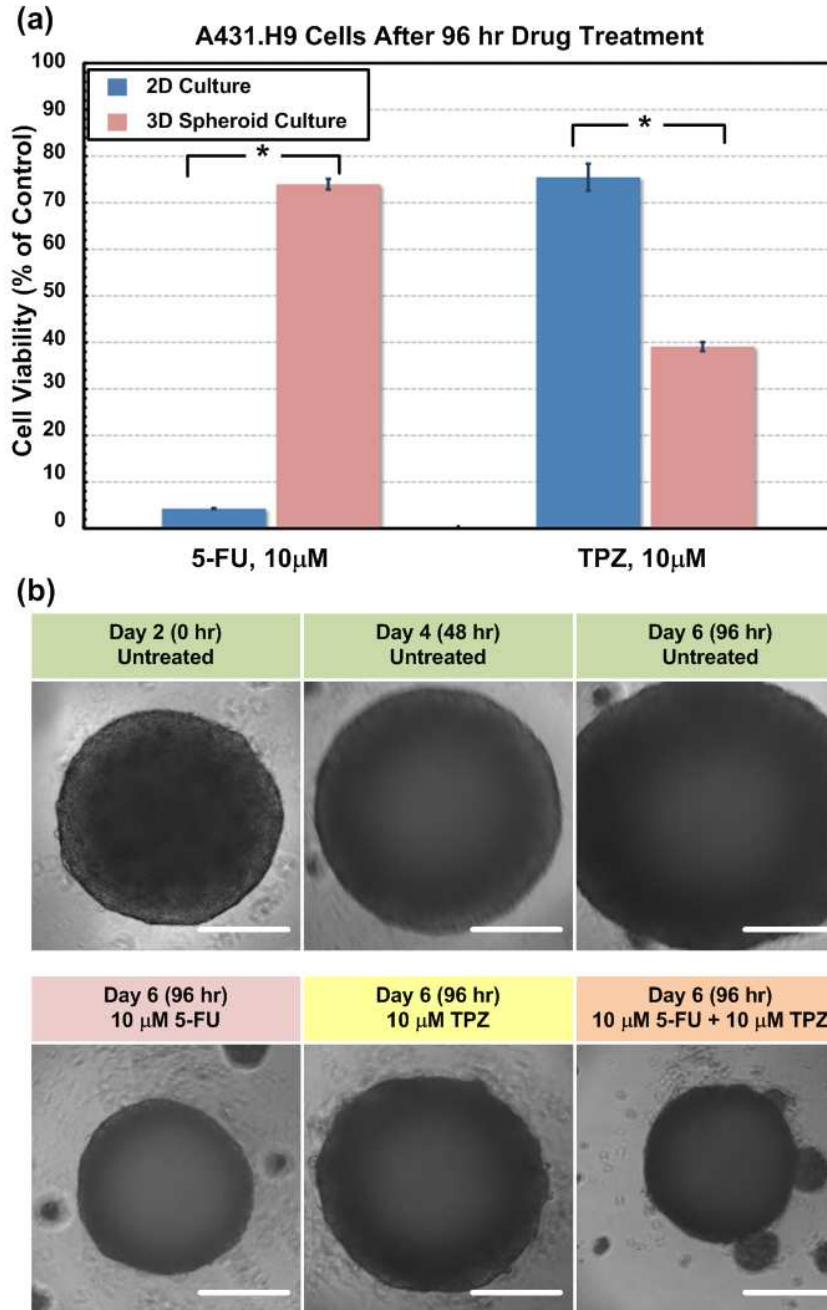 (a)
A431.H9 Cells After 96 hr Drug Treatment
Cell Viability (% of Control)
100
90
80
70
60
50
40
30
20
10
0
2D Culture
3D Spheroid Culture
*
*
5-FU, 10μM
TPZ, 10μM
(b)
Day 2 (0 hr)
Untreated
Day 4 (48 hr)
Untreated
Day 6 (96 hr)
Untreated
Day 6 (96 hr)
10 μM 5-FU
Day 6 (96 hr)
10 μM TPZ
Day 6 (96 hr)
10 μM 5-FU + 10 μM TPZ